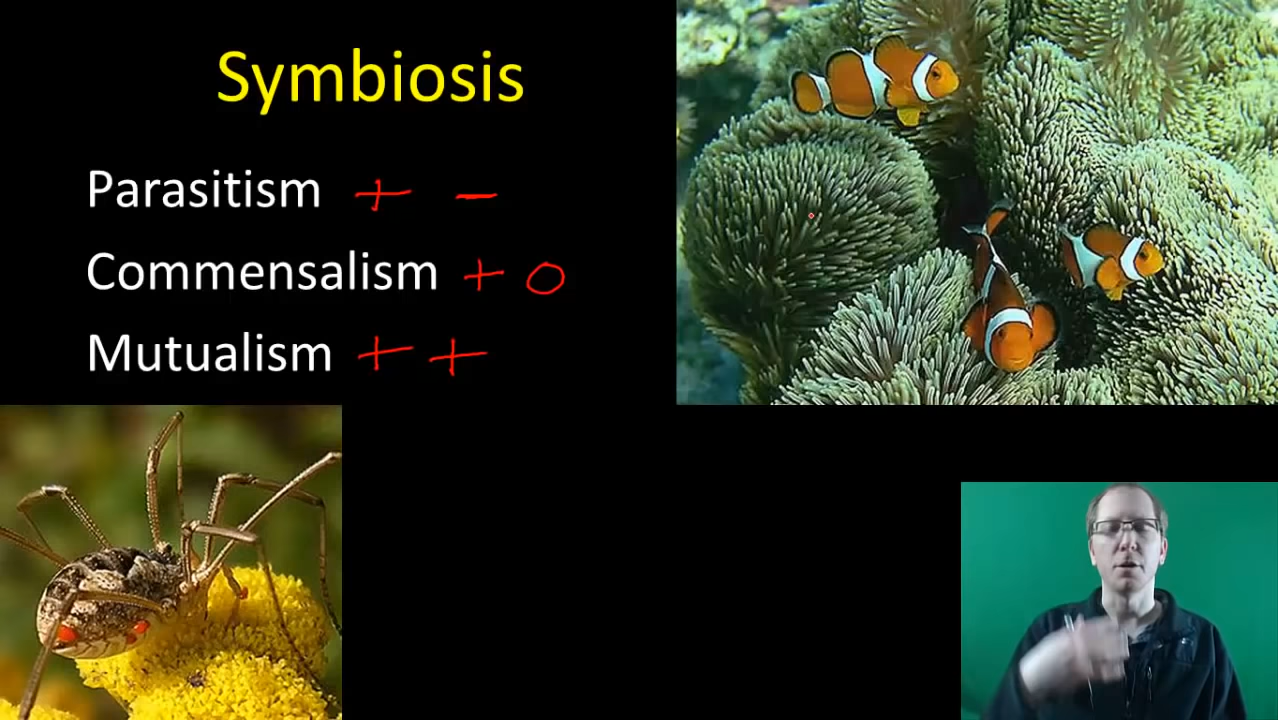 Symbiosis
Parasitism + −
Commensalism + 0
Mutualism + +